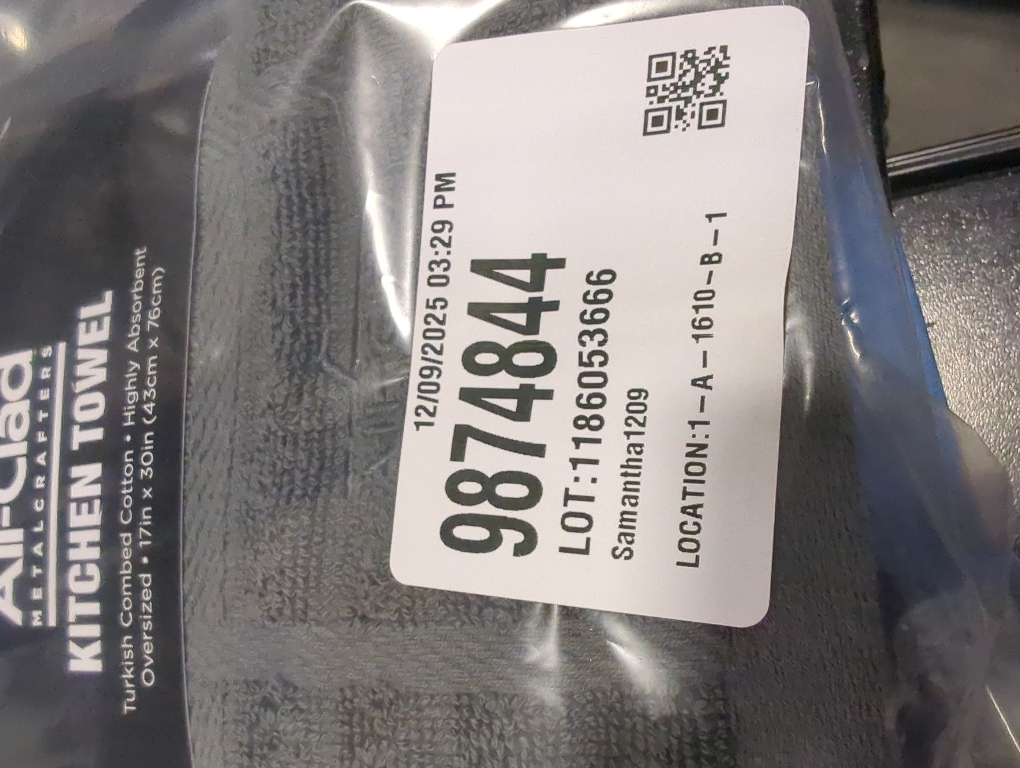 All-Clad
METALCRAFTERS
KITCHEN TOWEL
Turkish Combed Cotton • Highly Absorbent
Oversized • 17in x 30in (43cm x 76cm)
12/09/2025 03:29 PM
9874844
LOT:1186053666
Samantha1209
LOCATION:1-A-1610-B-1